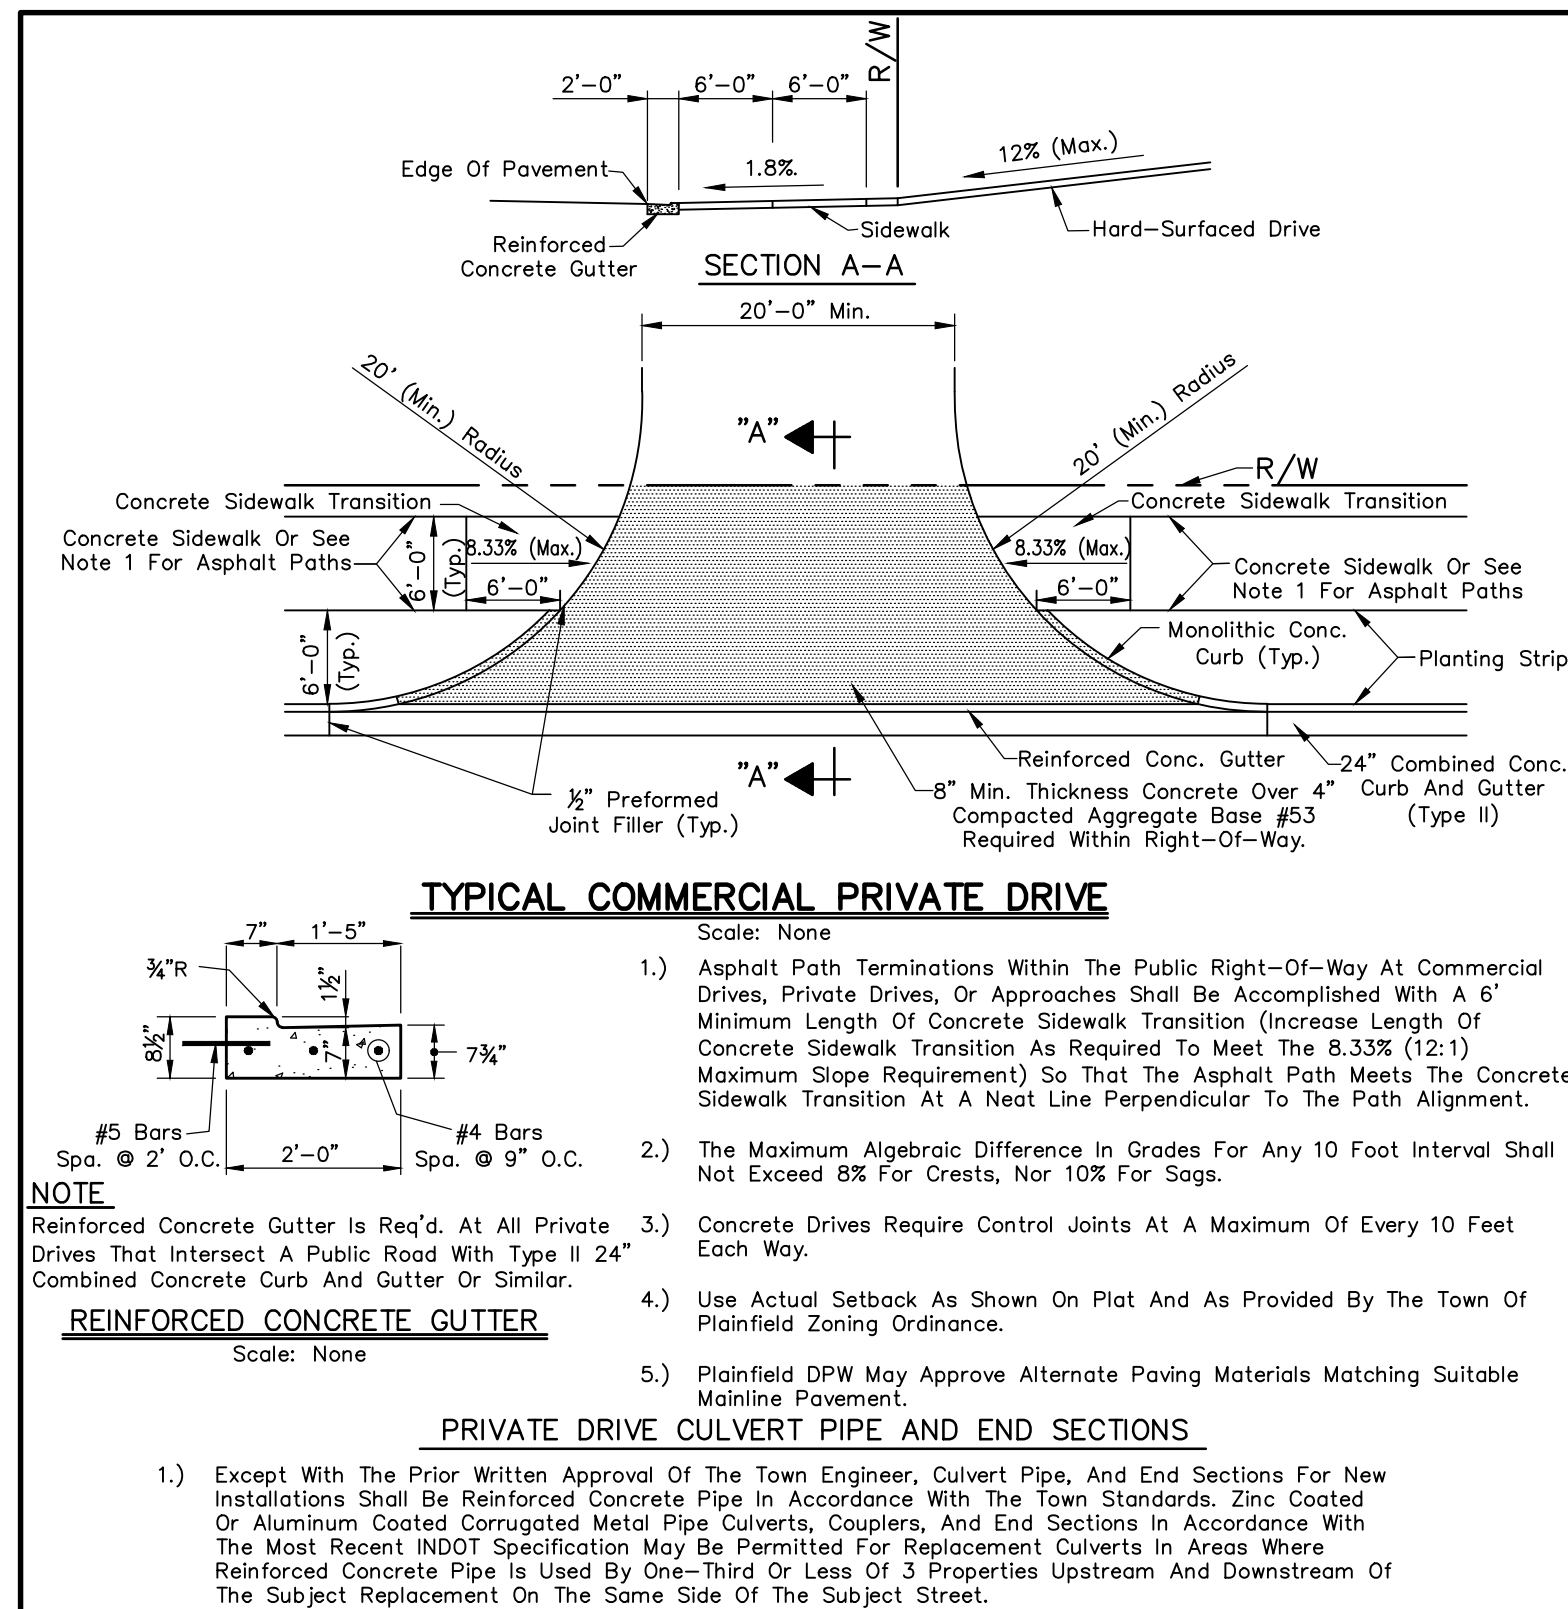 R/W
2'-0" 6'-0" 6'-0"
12% (Max.)
Edge Of Pavement
1.8%.
Sidewalk
Hard-Surfaced Drive
Reinforced
Concrete Gutter
SECTION A-A
20'-0" Min.
20' (Min.) Radius
20' (Min.) Radius
"A"
R/W
Concrete Sidewalk Transition
Concrete Sidewalk Transition
Concrete Sidewalk Or See
Note 1 For Asphalt Paths
6'-0"
(Typ.)
8.33% (Max.)
6'-0"
8.33% (Max.)
6'-0"
Concrete Sidewalk Or See
Note 1 For Asphalt Paths
6'-0"
(Typ.)
Monolithic Conc.
Curb (Typ.)
Planting Strip
"A"
½" Preformed
Joint Filler (Typ.)
Reinforced Conc. Gutter
8" Min. Thickness Concrete Over 4"
Compacted Aggregate Base #53
Required Within Right-Of-Way.
24" Combined Conc.
Curb And Gutter
(Type II)
TYPICAL COMMERCIAL PRIVATE DRIVE
Scale: None
7" 1'-5"
¾"R
1½"
8½"
7"
7¾"
#5 Bars
Spa. @ 2' O.C.
2'-0"
#4 Bars
Spa. @ 9" O.C.
NOTE
Reinforced Concrete Gutter Is Req'd. At All Private
Drives That Intersect A Public Road With Type II 24"
Combined Concrete Curb And Gutter Or Similar.
REINFORCED CONCRETE GUTTER
Scale: None
1.) Asphalt Path Terminations Within The Public Right-Of-Way At Commercial
Drives, Private Drives, Or Approaches Shall Be Accomplished With A 6'
Minimum Length Of Concrete Sidewalk Transition (Increase Length Of
Concrete Sidewalk Transition As Required To Meet The 8.33% (12:1)
Maximum Slope Requirement) So That The Asphalt Path Meets The Concrete
Sidewalk Transition At A Neat Line Perpendicular To The Path Alignment.
2.) The Maximum Algebraic Difference In Grades For Any 10 Foot Interval Shall
Not Exceed 8% For Crests, Nor 10% For Sags.
3.) Concrete Drives Require Control Joints At A Maximum Of Every 10 Feet
Each Way.
4.) Use Actual Setback As Shown On Plat And As Provided By The Town Of
Plainfield Zoning Ordinance.
5.) Plainfield DPW May Approve Alternate Paving Materials Matching Suitable
Mainline Pavement.
PRIVATE DRIVE CULVERT PIPE AND END SECTIONS
1.) Except With The Prior Written Approval Of The Town Engineer, Culvert Pipe, And End Sections For New
Installations Shall Be Reinforced Concrete Pipe In Accordance With The Town Standards. Zinc Coated
Or Aluminum Coated Corrugated Metal Pipe Culverts, Couplers, And End Sections In Accordance With
The Most Recent INDOT Specification May Be Permitted For Replacement Culverts In Areas Where
Reinforced Concrete Pipe Is Used By One-Third Or Less Of 3 Properties Upstream And Downstream Of
The Subject Replacement On The Same Side Of The Subject Street.